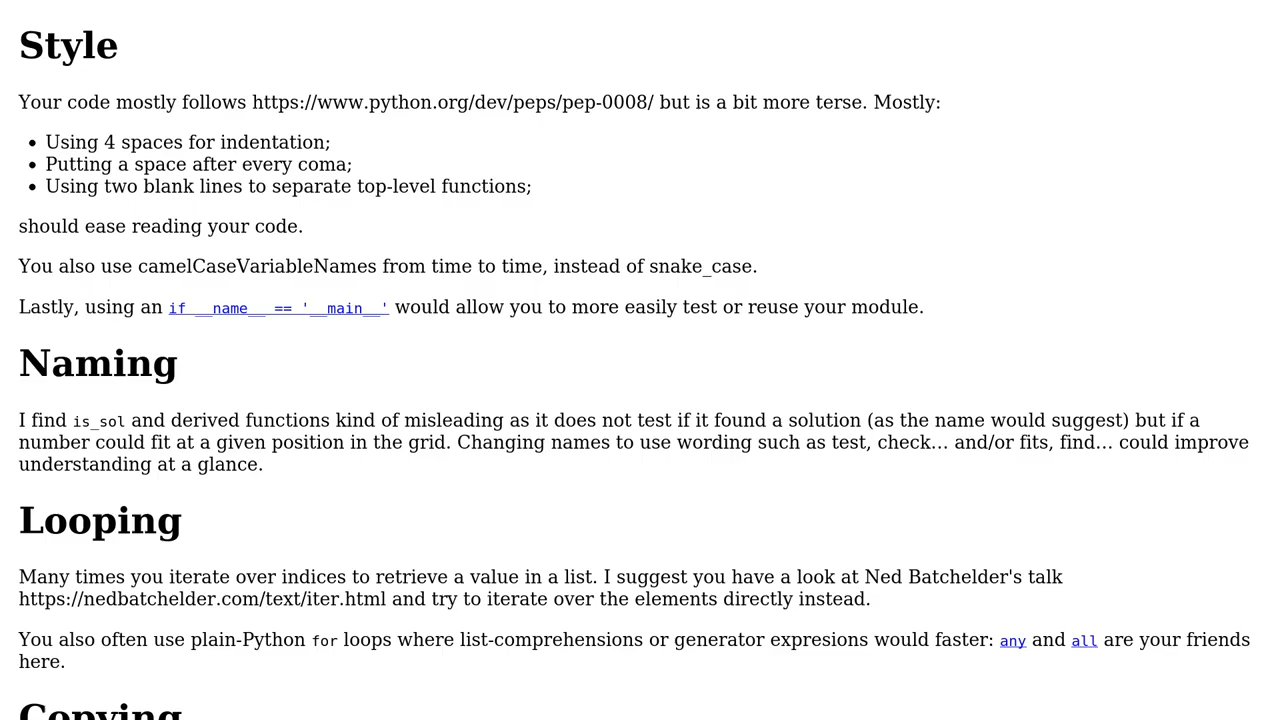 Style
Your code mostly follows https://www.python.org/dev/peps/pep-0008/ but is a bit more terse. Mostly:
• Using 4 spaces for indentation;
• Putting a space after every coma;
• Using two blank lines to separate top-level functions;
should ease reading your code.
You also use camelCaseVariableNames from time to time, instead of snake_case.
Lastly, using an if __name__ == '__main__' would allow you to more easily test or reuse your module.
Naming
I find is_sol and derived functions kind of misleading as it does not test if it found a solution (as the name would suggest) but if a
number could fit at a given position in the grid. Changing names to use wording such as test, check… and/or fits, find… could improve
understanding at a glance.
Looping
Many times you iterate over indices to retrieve a value in a list. I suggest you have a look at Ned Batchelder's talk
https://nedbatchelder.com/text/iter.html and try to iterate over the elements directly instead.
You also often use plain-Python for loops where list-comprehensions or generator expresions would faster: any and all are your friends
here.
Copying